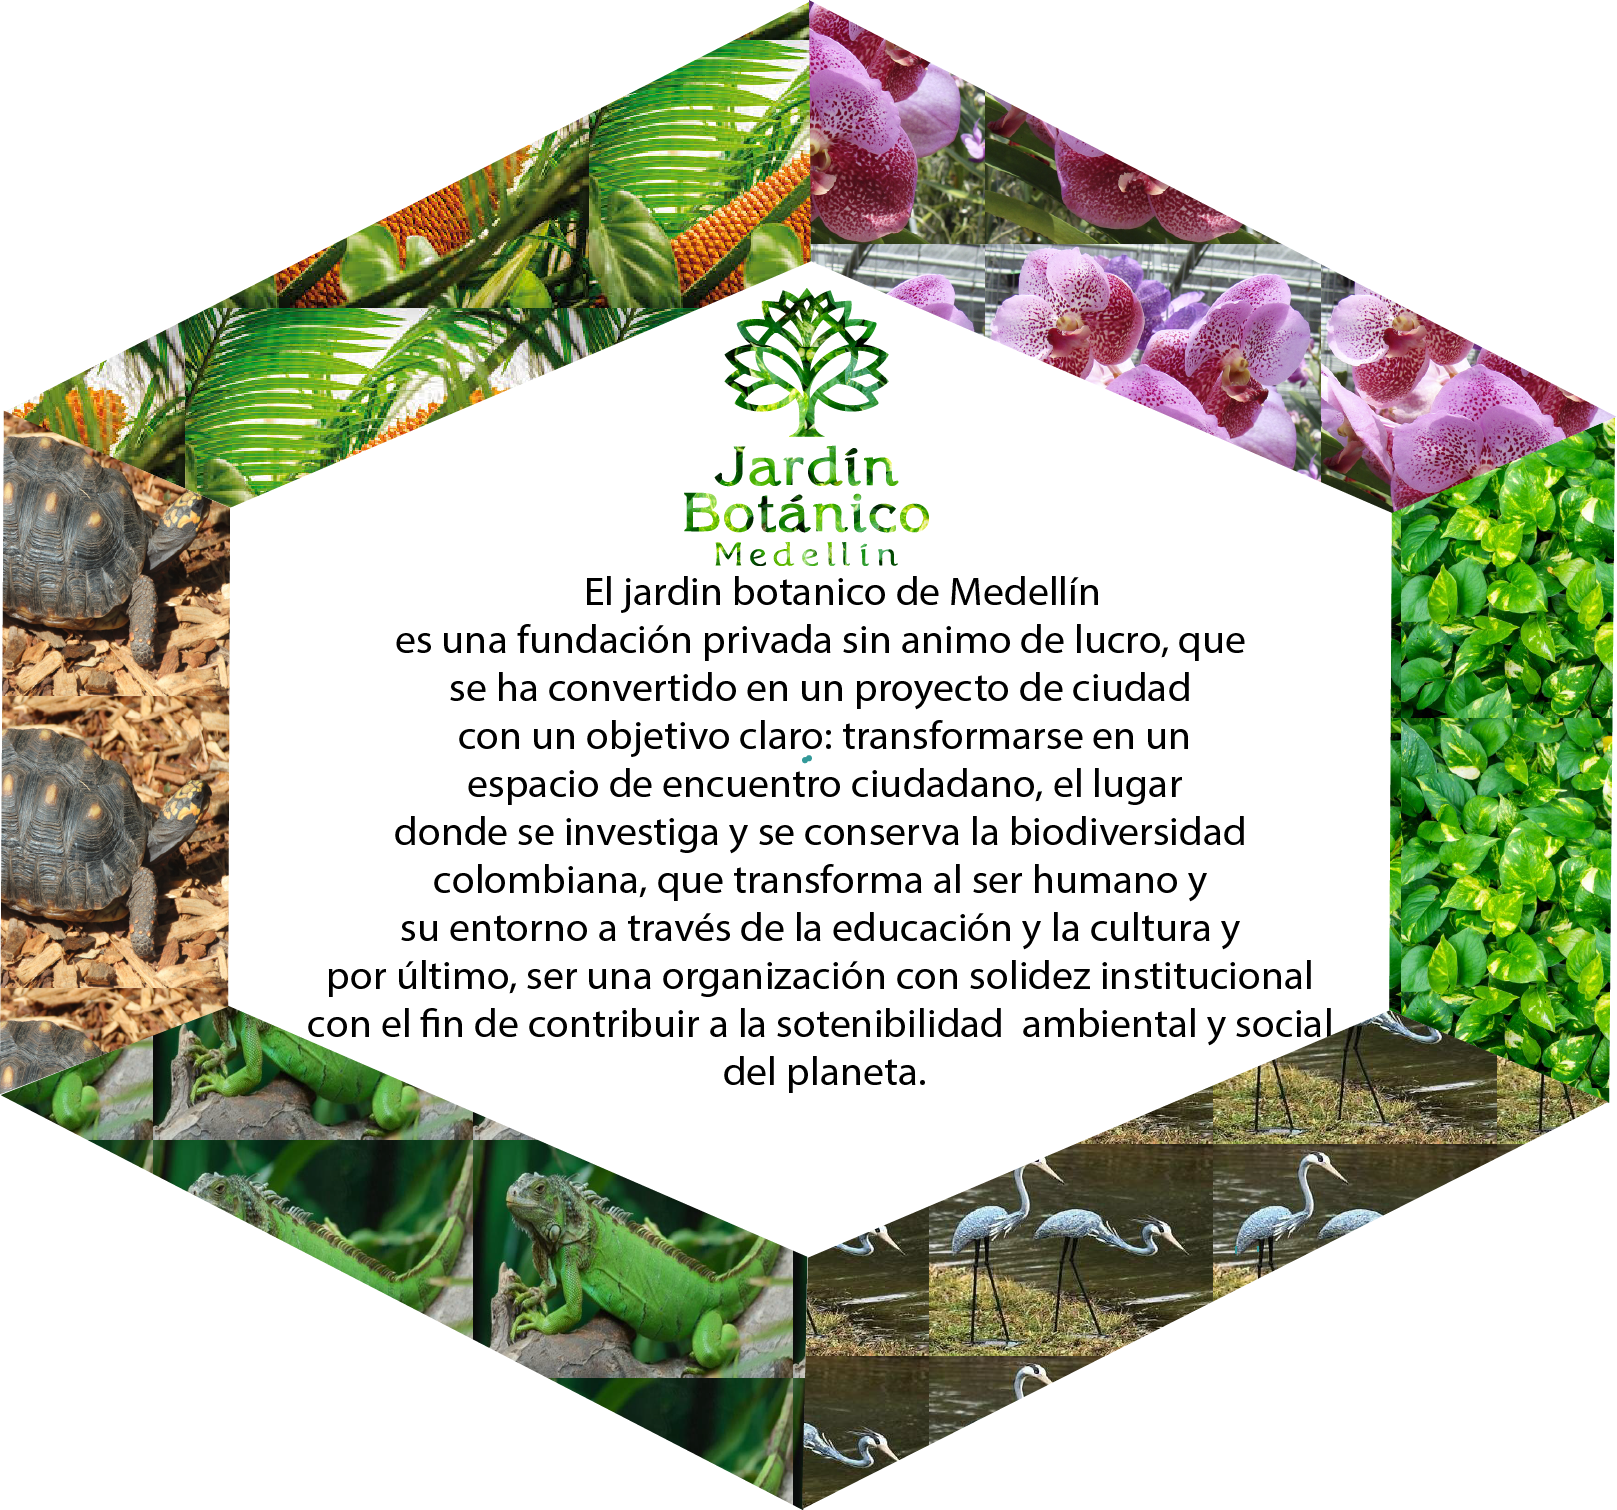 Jardín
Botánico
Medellín
El jardin botanico de Medellín
es una fundación privada sin animo de lucro, que
se ha convertido en un proyecto de ciudad
con un objetivo claro: transformarse en un
espacio de encuentro ciudadano, el lugar
donde se investiga y se conserva la biodiversidad
colombiana, que transforma al ser humano y
su entorno a través de la educación y la cultura y
por último, ser una organización con solidez institucional
con el fin de contribuir a la sotenibilidad  ambiental y social
del planeta.